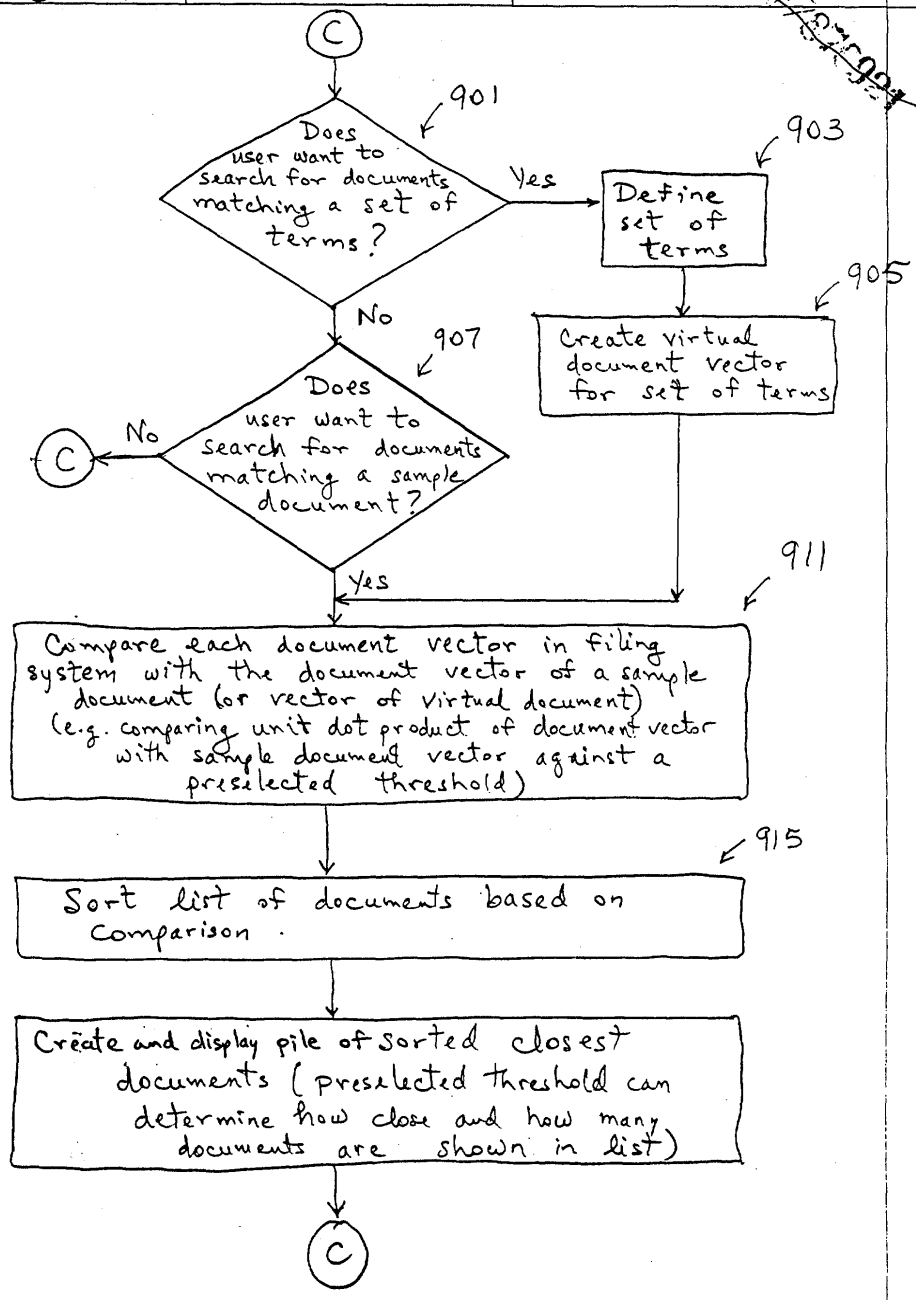 C
901
Does
user want to
search for documents
matching a set of
terms?
Yes
903
Define
set of
terms
905
Create virtual
document vector
for set of terms
No
907
Does
user want to
search for documents
matching a sample
document?
No
C
Yes
911
Compare each document vector in filing
system with the document vector of a sample
document (or vector of virtual document)
(e.g. comparing unit dot product of document vector
with sample document vector against a
preselected threshold)
915
Sort list of documents based on
comparison.
Create and display pile of sorted closest
documents (preselected threshold can
determine how close and how many
documents are shown in list)
C